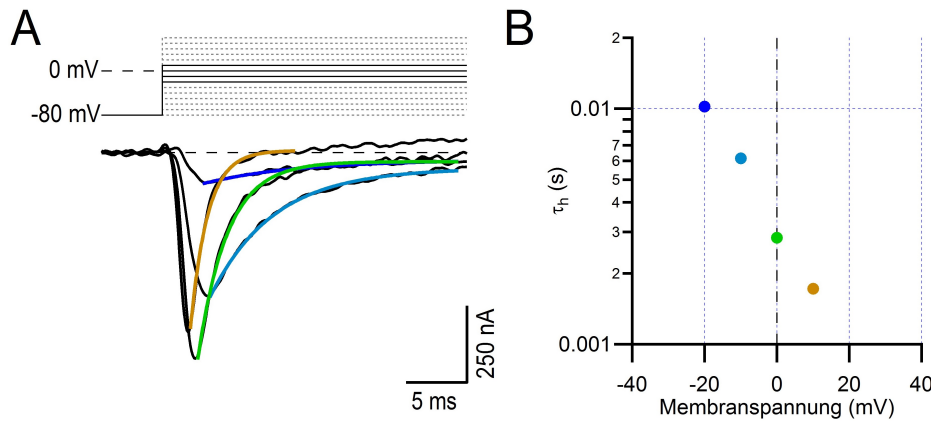 A
0 mV
-80 mV
250 nA
5 ms
B
2
0.01
7
6
5
4
3
2
0.001
τh (s)
-40 -20 0 20 40
Membranspannung (mV)